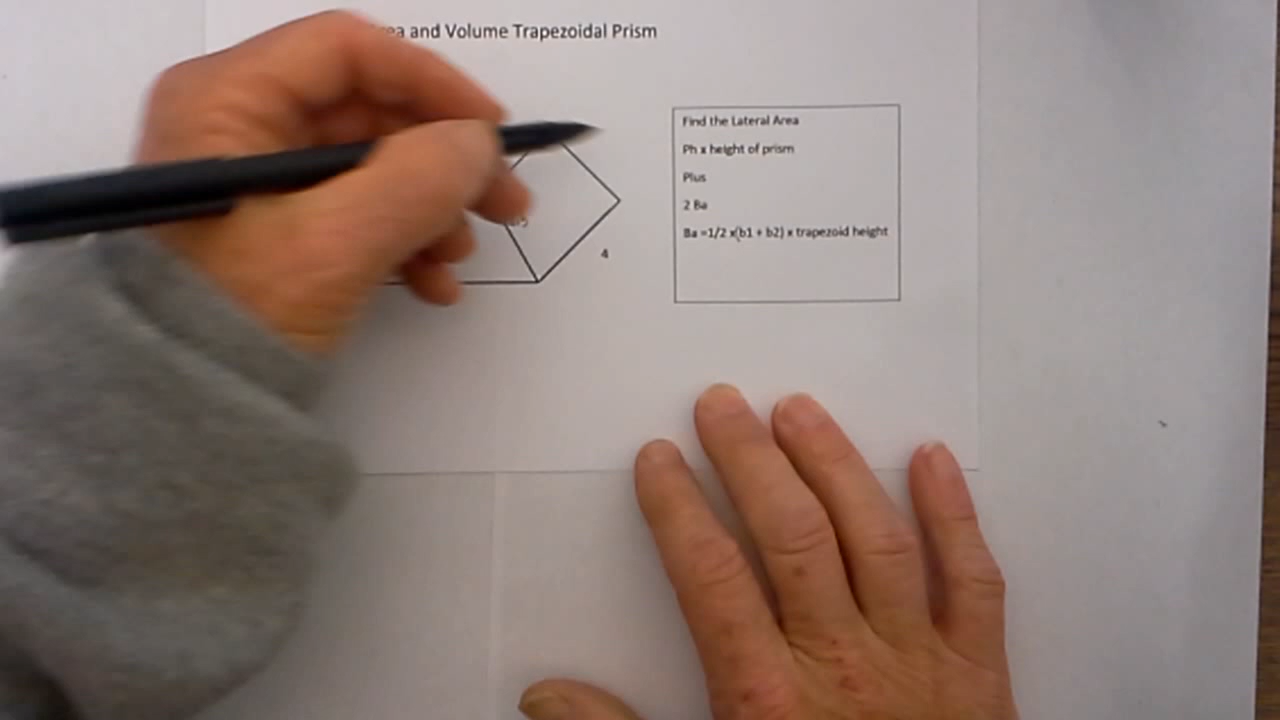 and Volume Trapezoidal Prism
Find the Lateral Area
Ph x height of prism
Plus
2 Ba
Ba =1/2 x(b1 + b2) x trapezoid height
4